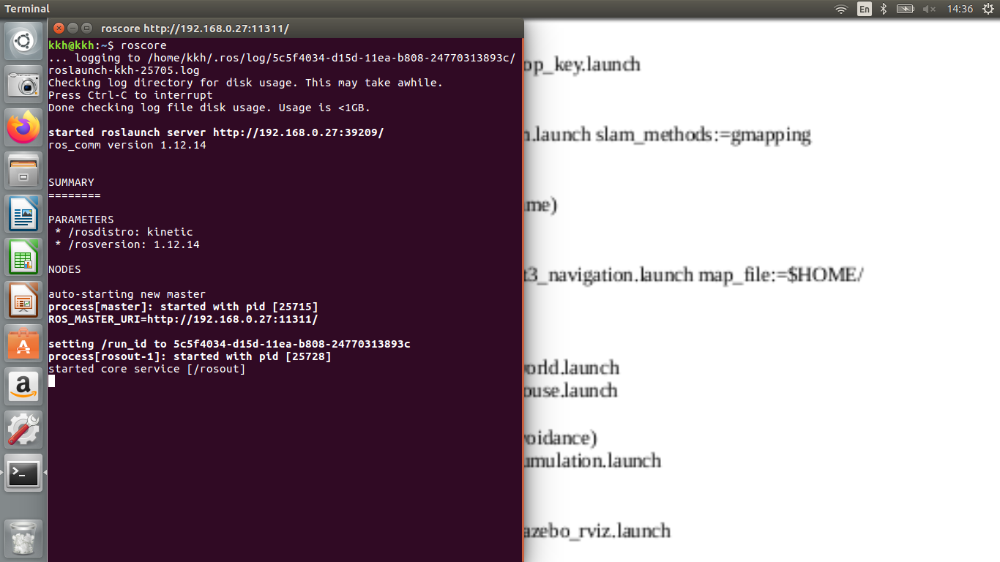 Terminal
En
14:36
roscore http://192.168.0.27:11311/
kkh@kkh:~$ roscore
... logging to /home/kkh/.ros/log/5c5f4034-d15d-11ea-b808-24770313893c/
roslaunch-kkh-25705.log
Checking log directory for disk usage. This may take awhile.
Press Ctrl-C to interrupt
Done checking log file disk usage. Usage is <1GB.
started roslaunch server http://192.168.0.27:39209/
ros_comm version 1.12.14
SUMMARY
========
PARAMETERS
* /rosdistro: kinetic
* /rosversion: 1.12.14
NODES
auto-starting new master
process[master]: started with pid [25715]
ROS_MASTER_URI=http://192.168.0.27:11311/
setting /run_id to 5c5f4034-d15d-11ea-b808-24770313893c
process[rosout-1]: started with pid [25728]
started core service [/rosout]
op_key.launch
.launch slam_methods:=gmapping
me)
t3_navigation.launch map_file:=$HOME/
orld.launch
ouse.launch
oidance)
umulation.launch
azebo_rviz.launch
a
>_